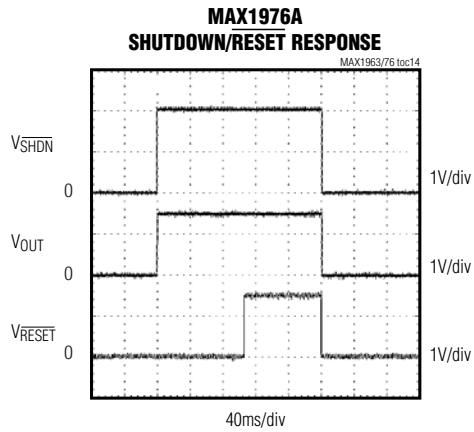 MAX1976A
SHUTDOWN/RESET RESPONSE
MAX1963/76 toc14
VSHDN
0
1V/div
VOUT
0
1V/div
VRESET
0
1V/div
40ms/div